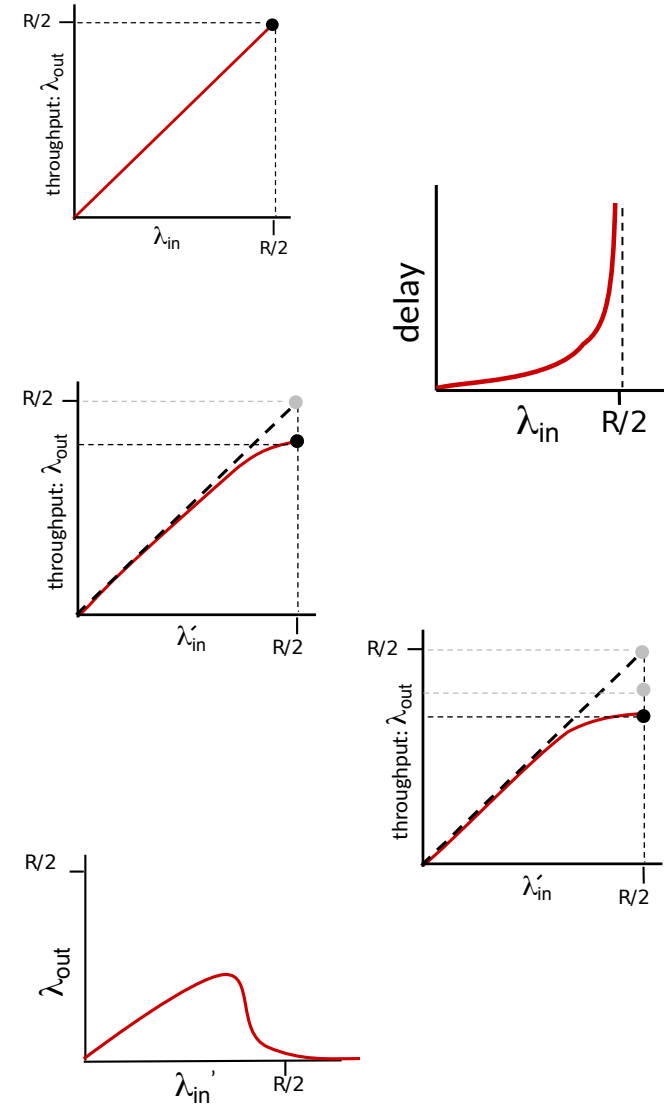 R/2
throughput: λout
λin
R/2
delay
λin
R/2
R/2
throughput: λout
λ´in
R/2
R/2
throughput: λout
λ´in
R/2
R/2
λout
λin’
R/2